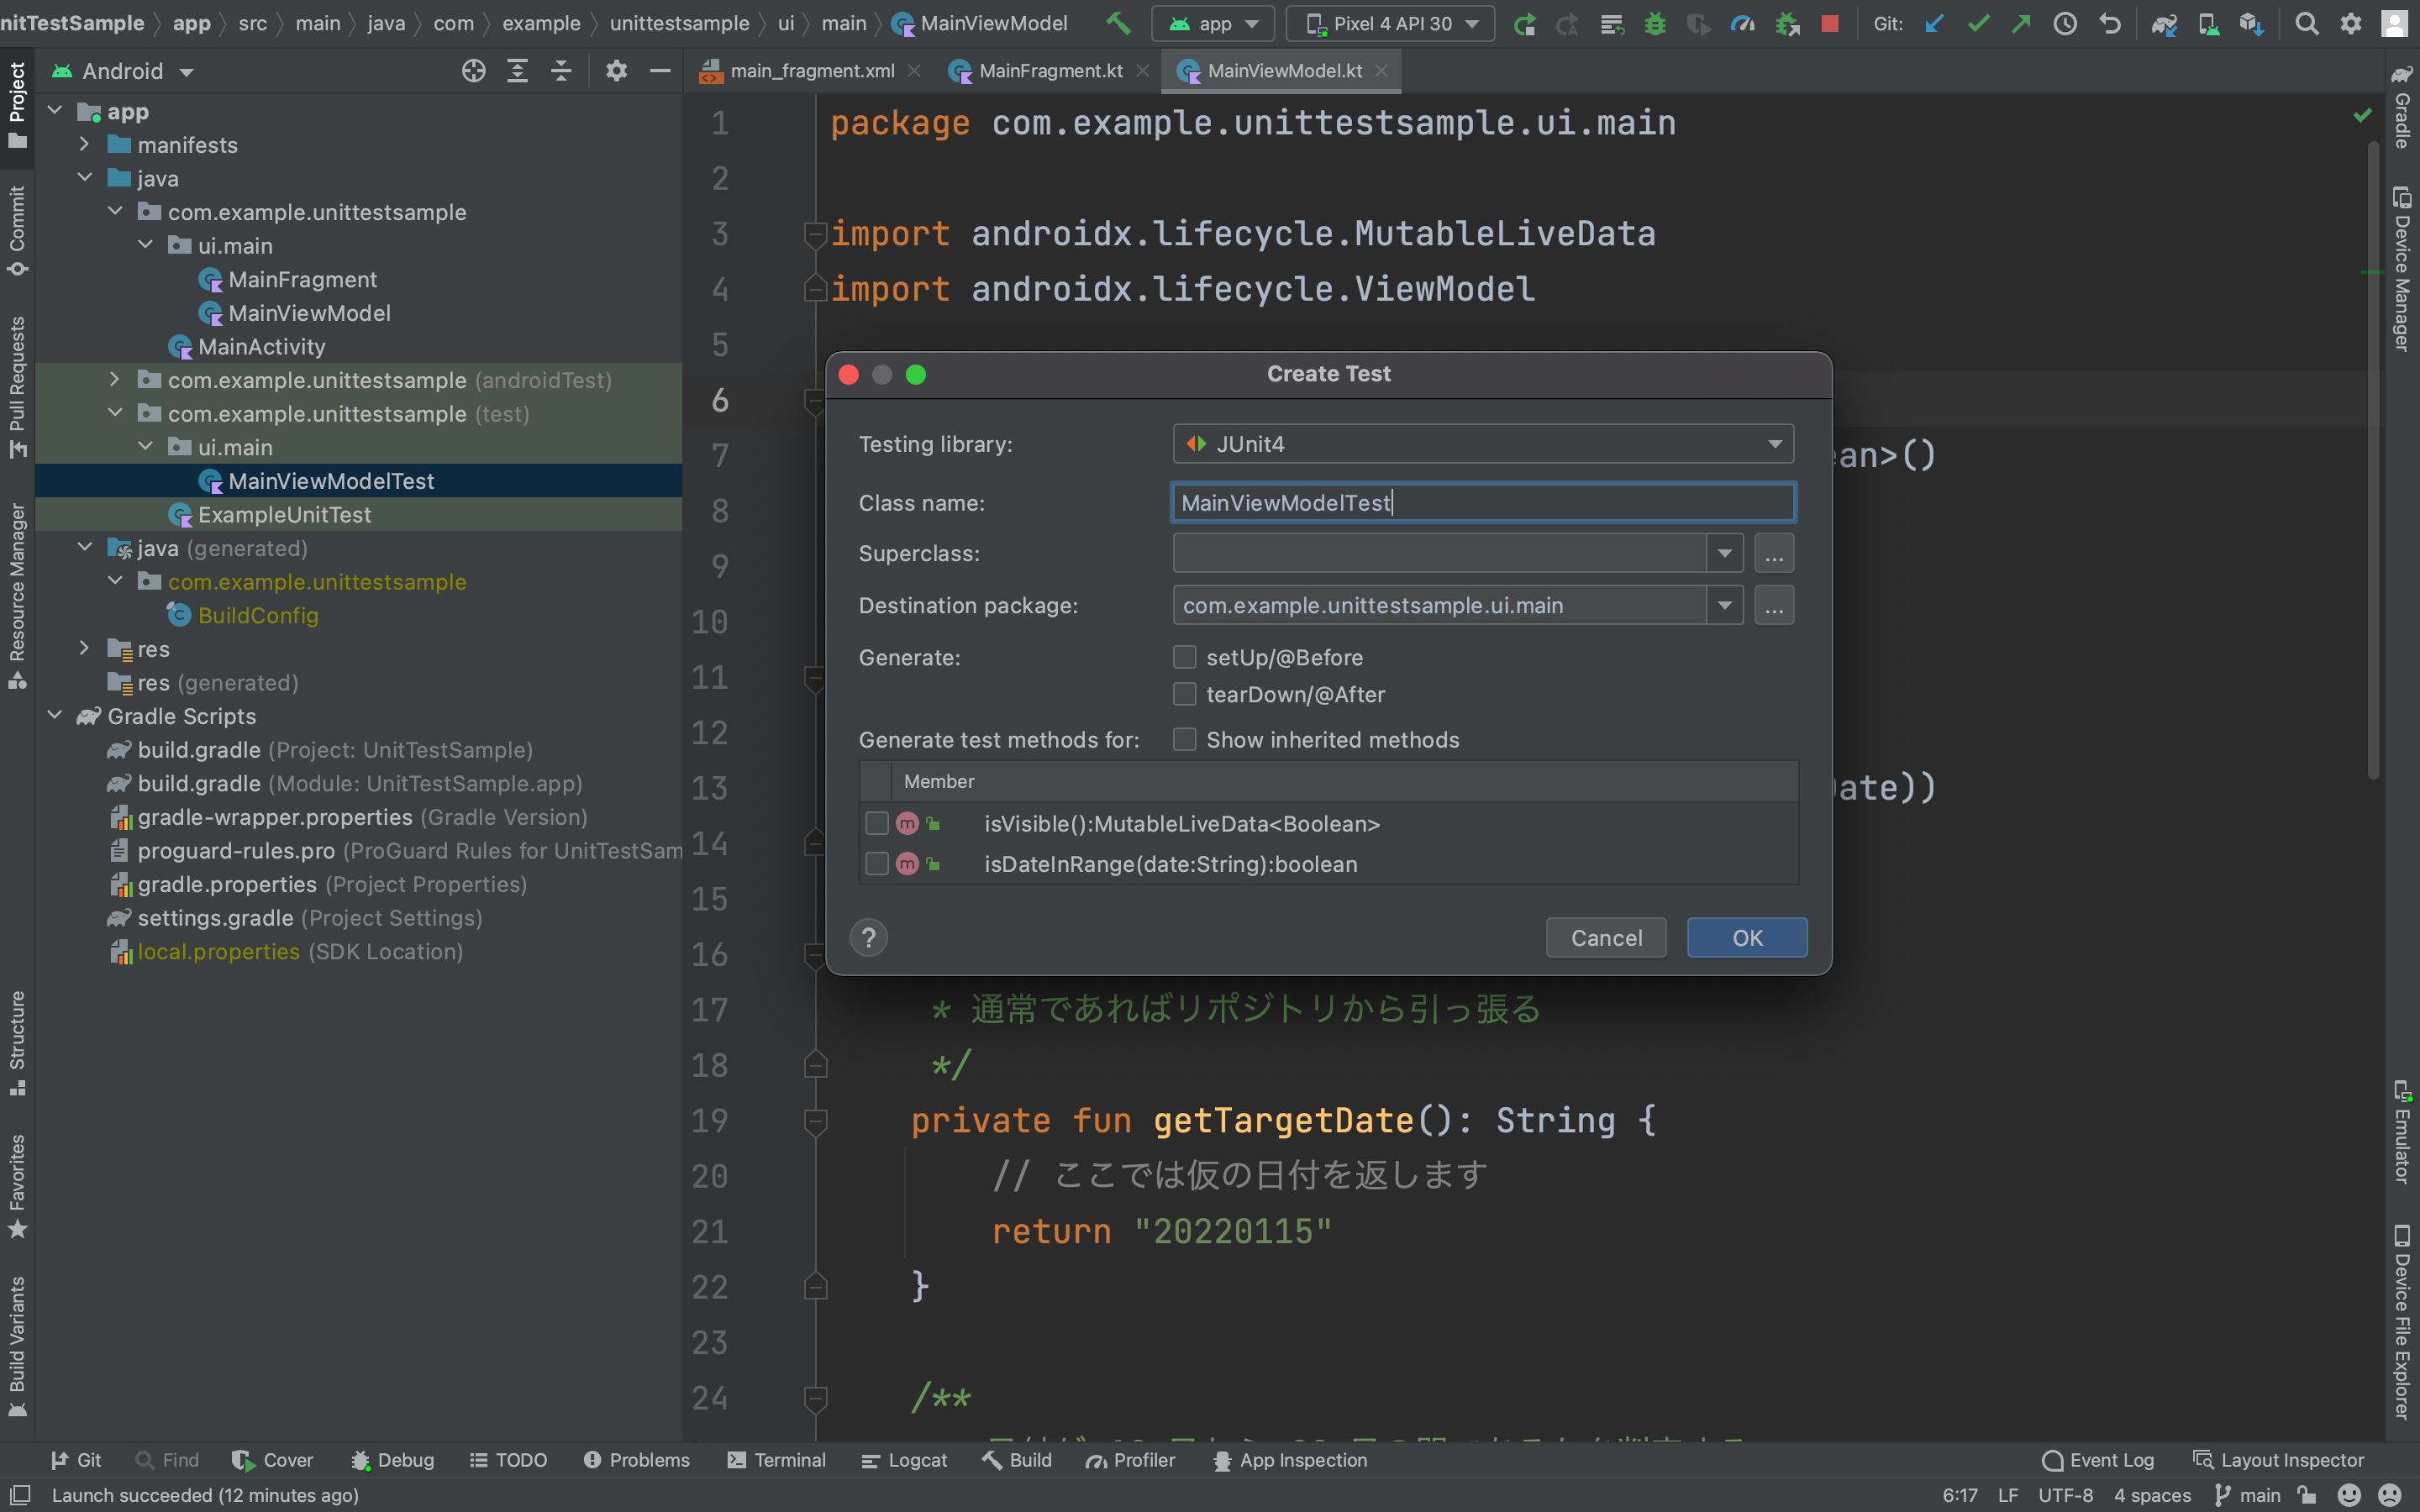 nitTestSample > app > src > main > java > com > example > unittestsample > ui > main > MainViewModel
app
Pixel 4 API 30
Git:
Android
main_fragment.xml
MainFragment.kt
MainViewModel.kt
Project
Commit
Pull Requests
Resource Manager
Structure
Favorites
Build Variants
app
manifests
java
com.example.unittestsample
ui.main
MainFragment
MainViewModel
MainActivity
com.example.unittestsample (androidTest)
com.example.unittestsample (test)
ui.main
MainViewModelTest
ExampleUnitTest
java (generated)
com.example.unittestsample
BuildConfig
res
res (generated)
Gradle Scripts
build.gradle (Project: UnitTestSample)
build.gradle (Module: UnitTestSample.app)
gradle-wrapper.properties (Gradle Version)
proguard-rules.pro (ProGuard Rules for UnitTestSam
gradle.properties (Project Properties)
settings.gradle (Project Settings)
local.properties (SDK Location)
1 package com.example.unittestsample.ui.main
2
3 import androidx.lifecycle.MutableLiveData
4 import androidx.lifecycle.ViewModel
5
6
7 ean>()
8
9
10
11
12
13 ate))
14
15
16
17 * 通常であればリポジトリから引っ張る
18 */
19 private fun getTargetDate(): String {
20 // ここでは仮の日付を返します
21 return "20220115"
22 }
23
24 /**
Create Test
Testing library: JUnit4
Class name: MainViewModelTest
Superclass: ...
Destination package: com.example.unittestsample.ui.main ...
Generate: setUp/@Before
tearDown/@After
Generate test methods for: Show inherited methods
Member
m isVisible():MutableLiveData<Boolean>
m isDateInRange(date:String):boolean
? Cancel OK
Gradle
Device Manager
Emulator
Device File Explorer
Git Find Cover Debug TODO Problems Terminal Logcat Build Profiler App Inspection Event Log Layout Inspector
Launch succeeded (12 minutes ago) 6:17 LF UTF-8 4 spaces main